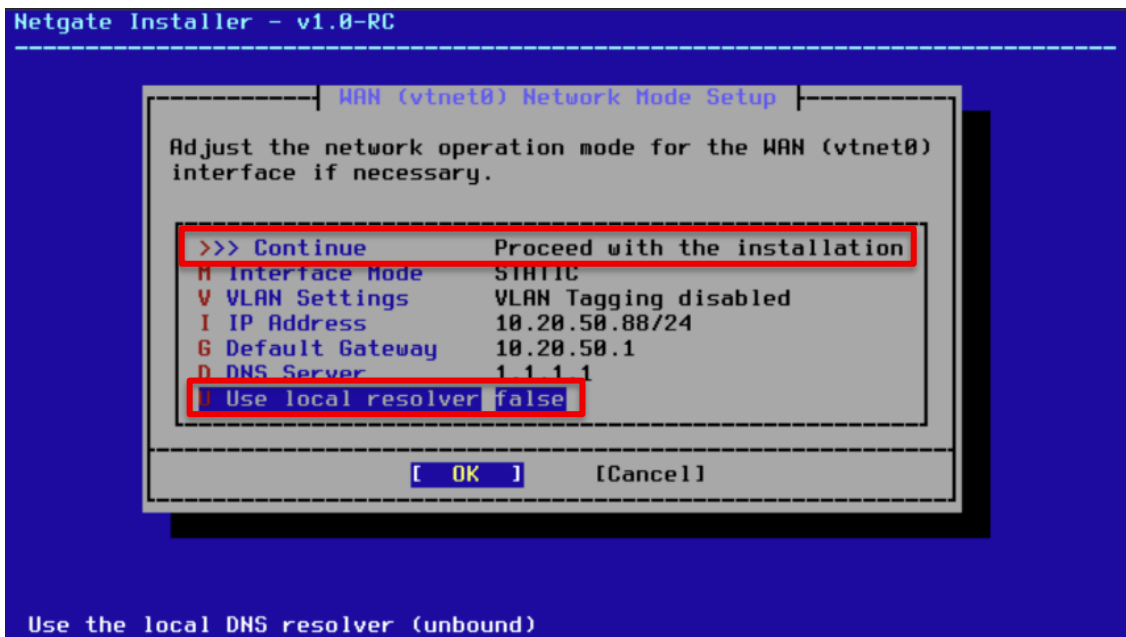 Netgate Installer - v1.0-RC
WAN (vtnet0) Network Mode Setup
Adjust the network operation mode for the WAN (vtnet0)
interface if necessary.
>>> Continue Proceed with the installation
M Interface Mode STATIC
V VLAN Settings VLAN Tagging disabled
I IP Address 10.20.50.88/24
G Default Gateway 10.20.50.1
D DNS Server 1.1.1.1
U Use local resolver false
[ OK ] [Cancel]
Use the local DNS resolver (unbound)